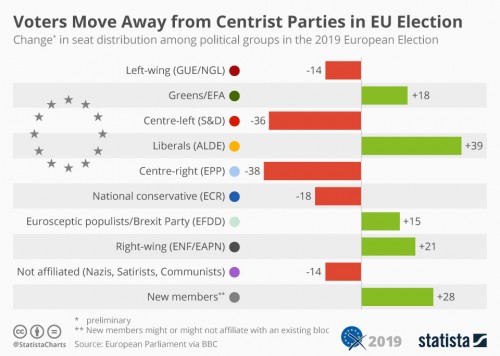 Voters Move Away from Centrist Parties in EU Election
Change* in seat distribution among political groups in the 2019 European Election
Left-wing (GUE/NGL) -14
Greens/EFA +18
Centre-left (S&D) -36
Liberals (ALDE) +39
Centre-right (EPP) -38
National conservative (ECR) -18
Eurosceptic populists/Brexit Party (EFDD) +15
Right-wing (ENF/EAPN) +21
Not affiliated (Nazis, Satirists, Communists) -14
New members** +28
* preliminary
** New members might or might not affiliate with an existing bloc
@StatistaCharts Source: European Parliament via BBC
2019 statista